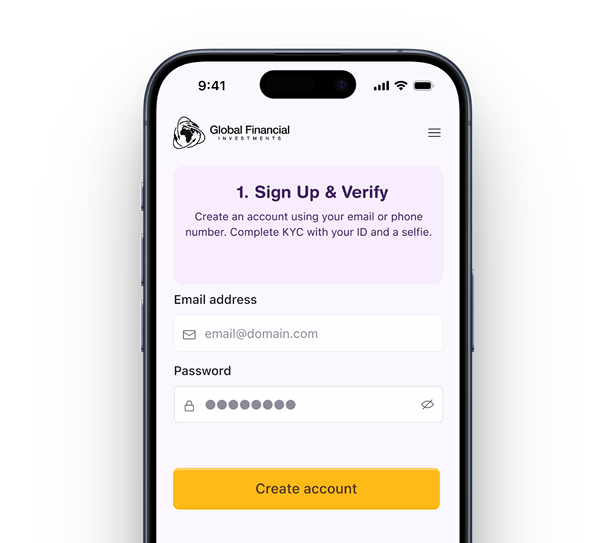 9:41
Global Financial
INVESTMENTS
1. Sign Up & Verify
Create an account using your email or phone
number. Complete KYC with your ID and a selfie.
Email address
email@domain.com
Password
Create account